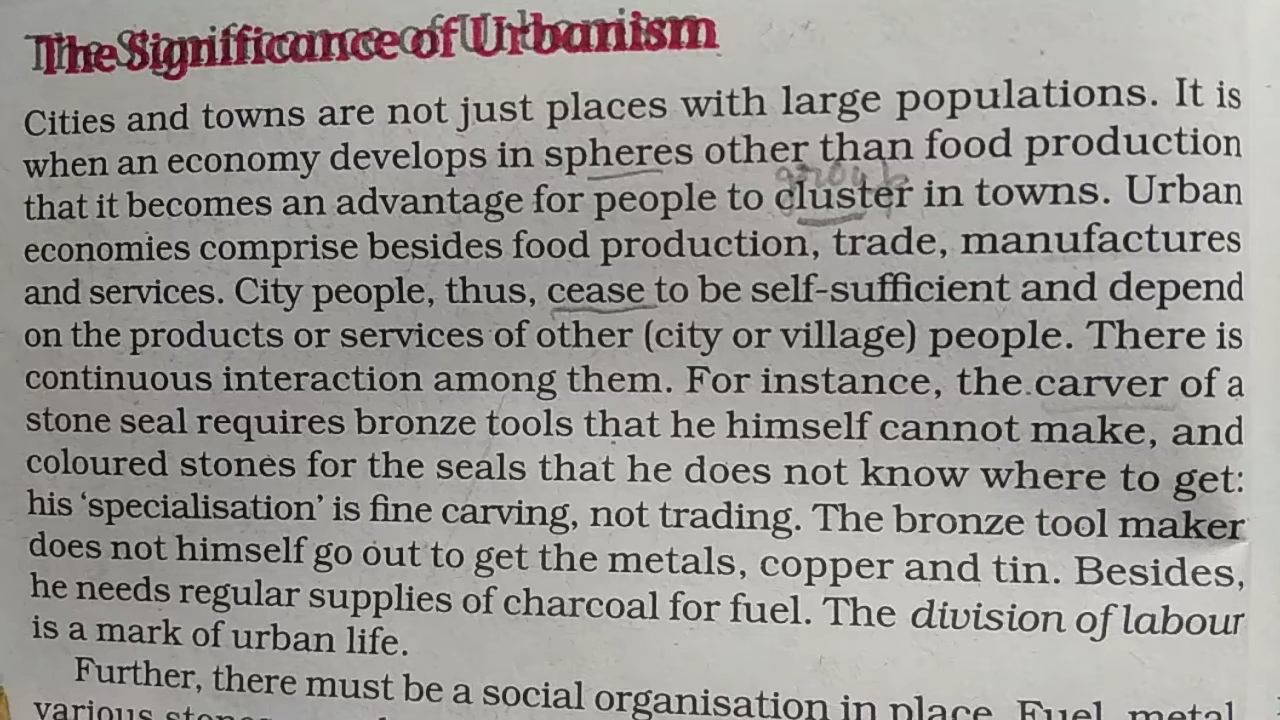 The Significance of Urbanism
Cities and towns are not just places with large populations. It is
when an economy develops in spheres other than food production
group
that it becomes an advantage for people to cluster in towns. Urban
economies comprise besides food production, trade, manufactures
and services. City people, thus, cease to be self-sufficient and depend
on the products or services of other (city or village) people. There is
continuous interaction among them. For instance, the carver of a
stone seal requires bronze tools that he himself cannot make, and
coloured stones for the seals that he does not know where to get:
his ‘specialisation’ is fine carving, not trading. The bronze tool maker
does not himself go out to get the metals, copper and tin. Besides,
he needs regular supplies of charcoal for fuel. The division of labour
is a mark of urban life.
Further, there must be a social organisation in place. Fuel, metal,
various